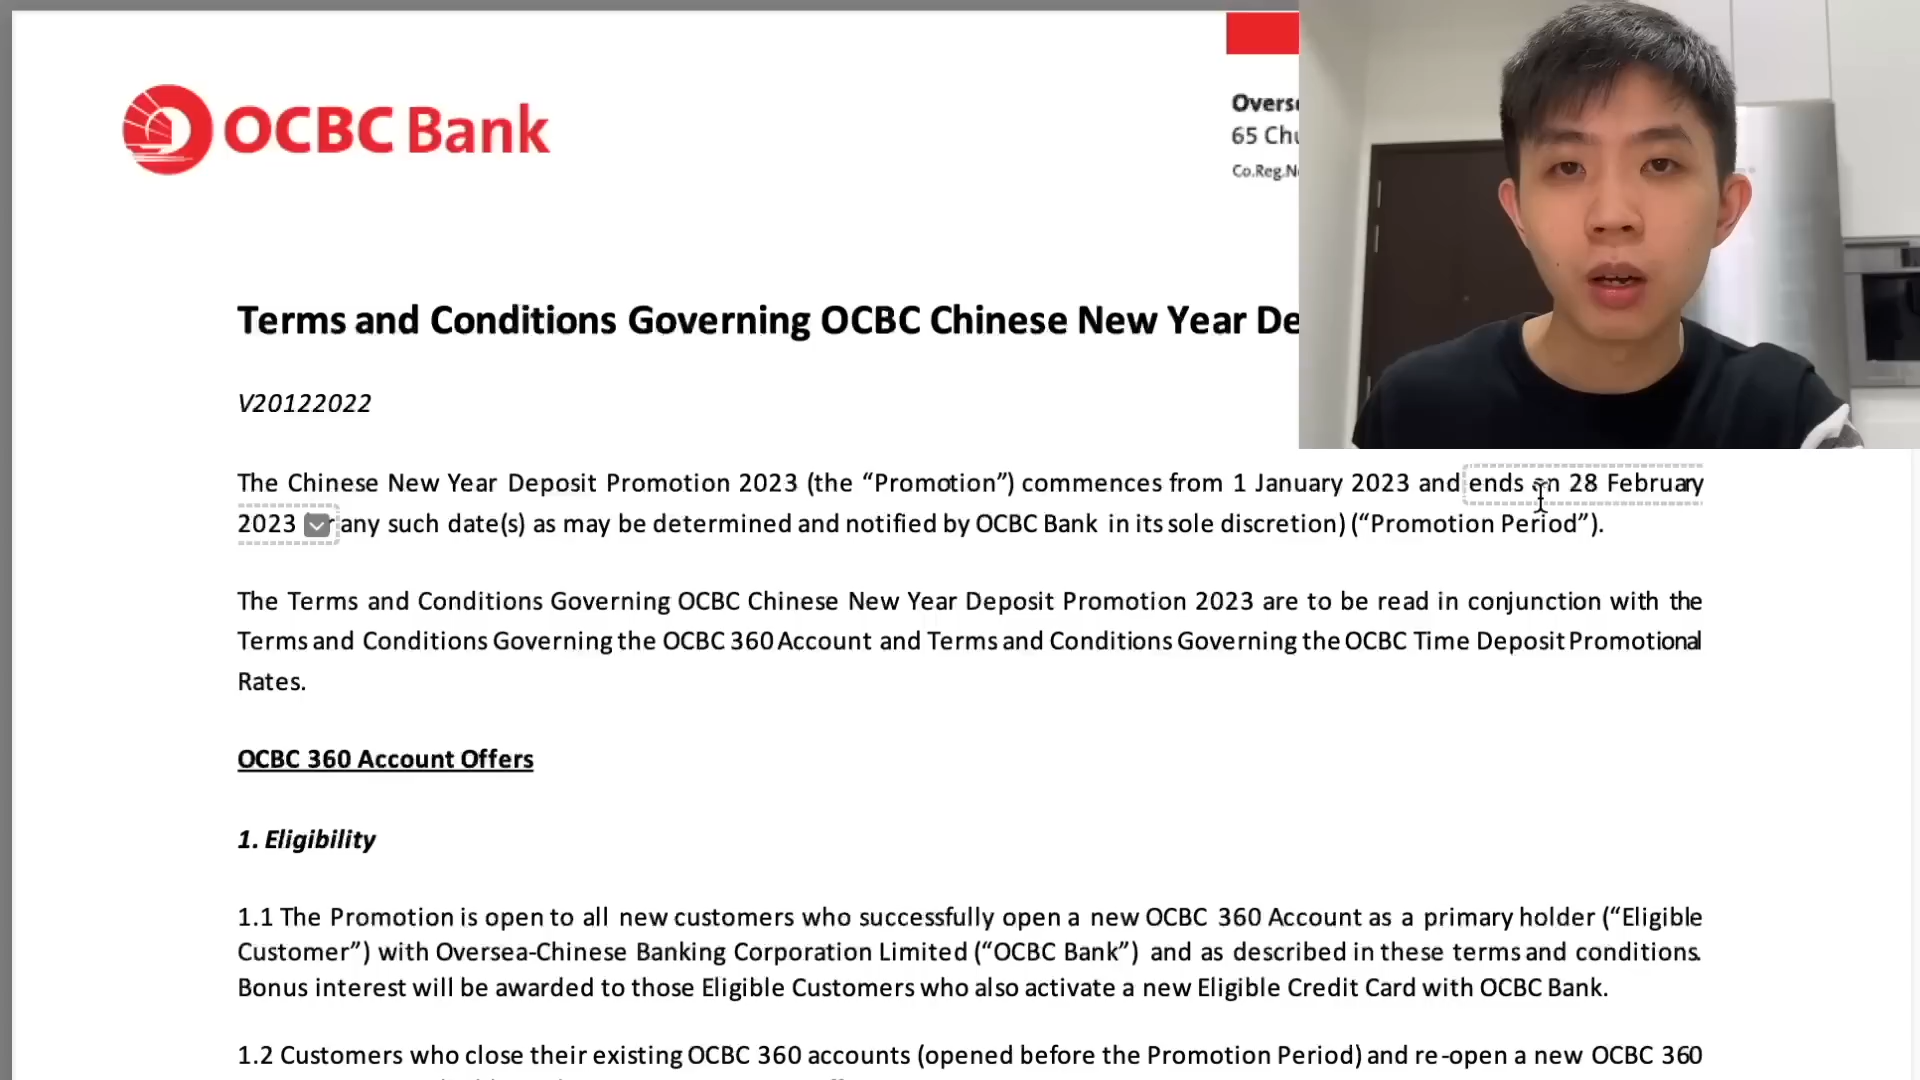 OCBC Bank
65
Co.Reg.
Terms and Conditions Governing OCBC Chinese New Year
V20122022
The Chinese New Year Deposit Promotion 2023 (the “Promotion”) commences from 1 January 2023 and ends on 28 February
2023 any such date(s) as may be determined and notified by OCBC Bank in its sole discretion) (“Promotion Period”).
The Terms and Conditions Governing OCBC Chinese New Year Deposit Promotion 2023 are to be read in conjunction with the
Terms and Conditions Governing the OCBC 360 Account and Terms and Conditions Governing the OCBC Time Deposit Promotional
Rates.
OCBC 360 Account Offers
1. Eligibility
1.1 The Promotion is open to all new customers who successfully open a new OCBC 360 Account as a primary holder (“Eligible
Customer”) with Oversea-Chinese Banking Corporation Limited (“OCBC Bank”) and as described in these terms and conditions.
Bonus interest will be awarded to those Eligible Customers who also activate a new Eligible Credit Card with OCBC Bank.
1.2 Customers who close their existing OCBC 360 accounts (opened before the Promotion Period) and re-open a new OCBC 360